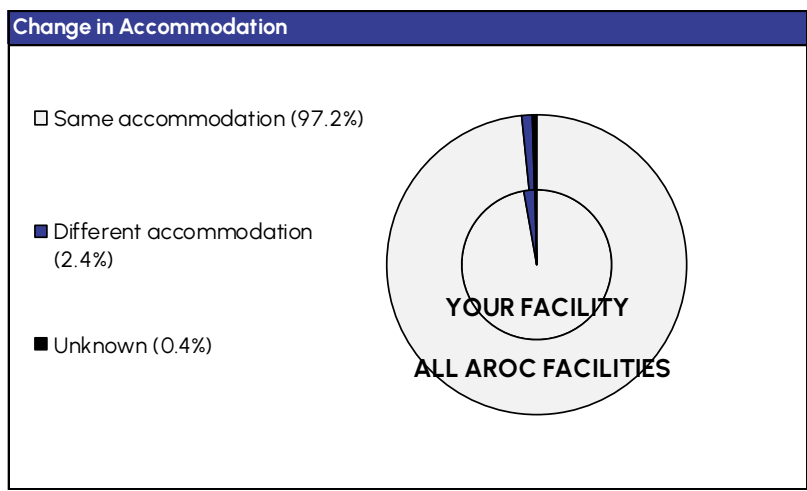 Change in Accommodation
Same accommodation (97.2%)
Different accommodation
(2.4%)
Unknown (0.4%)
YOUR FACILITY
ALL AROC FACILITIES